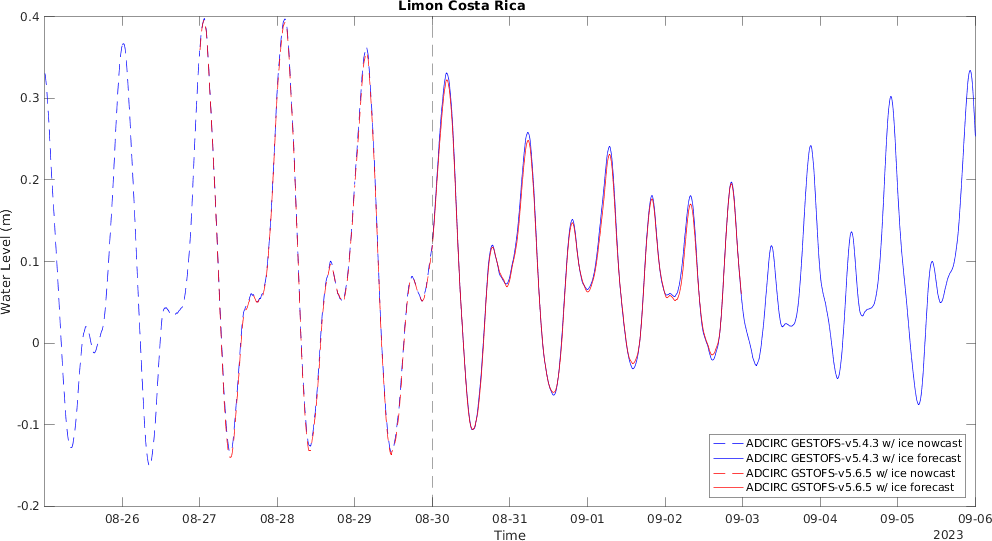 Limon Costa Rica
0.4
0.3
0.2
0.1
0
-0.1
-0.2
Water Level (m)
ADCIRC GESTOFS-v5.4.3 w/ ice nowcast
ADCIRC GESTOFS-v5.4.3 w/ ice forecast
ADCIRC GSTOFS-v5.6.5 w/ ice nowcast
ADCIRC GSTOFS-v5.6.5 w/ ice forecast
08-26 08-27 08-28 08-29 08-30 08-31 09-01 09-02 09-03 09-04 09-05 09-06
Time
2023